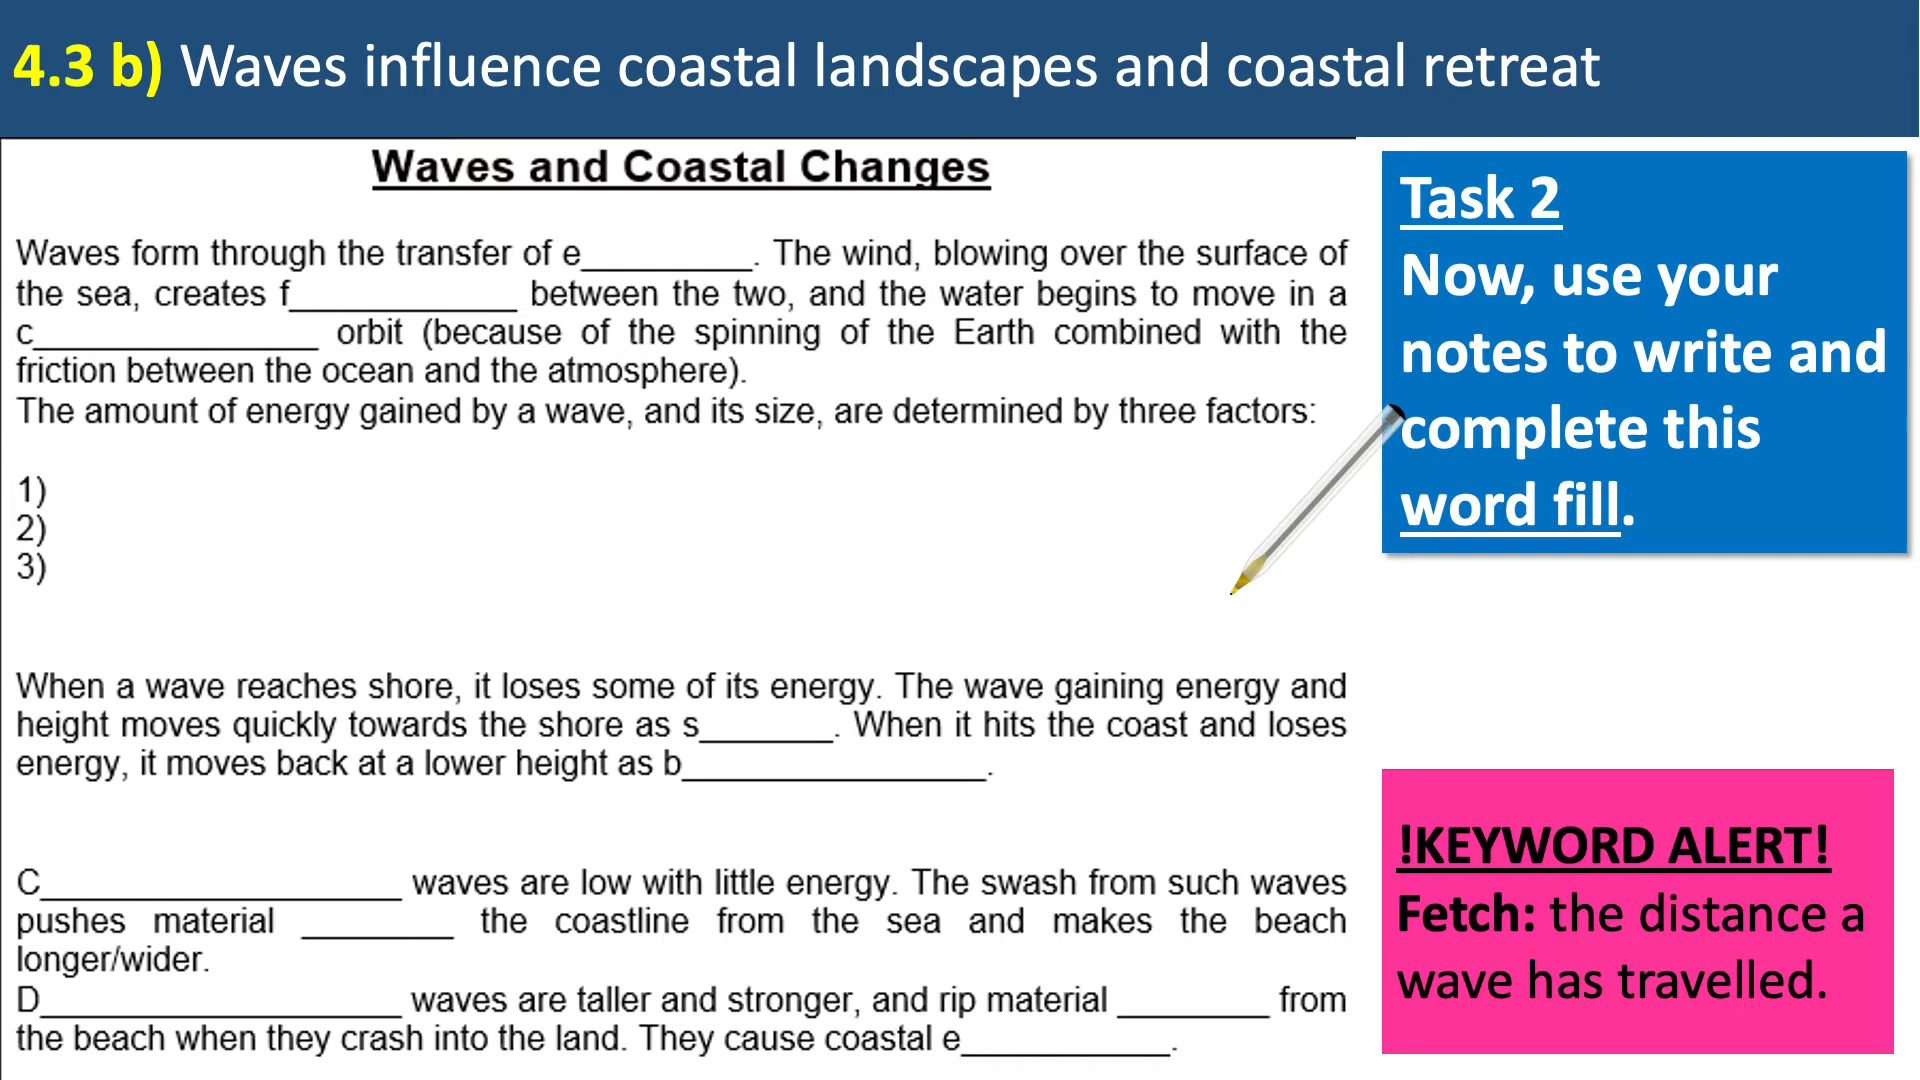 4.3 b) Waves influence coastal landscapes and coastal retreat
Waves and Coastal Changes
Waves form through the transfer of e_________. The wind, blowing over the surface of
the sea, creates f____________ between the two, and the water begins to move in a
c_______________ orbit (because of the spinning of the Earth combined with the
friction between the ocean and the atmosphere).
The amount of energy gained by a wave, and its size, are determined by three factors:
1)
2)
3)
When a wave reaches shore, it loses some of its energy. The wave gaining energy and
height moves quickly towards the shore as s_______. When it hits the coast and loses
energy, it moves back at a lower height as b________________.
C___________________ waves are low with little energy. The swash from such waves
pushes material ________ the coastline from the sea and makes the beach
longer/wider.
D___________________ waves are taller and stronger, and rip material ________ from
the beach when they crash into the land. They cause coastal e___________.
Task 2
Now, use your
notes to write and
complete this
word fill.
!KEYWORD ALERT!
Fetch: the distance a
wave has travelled.